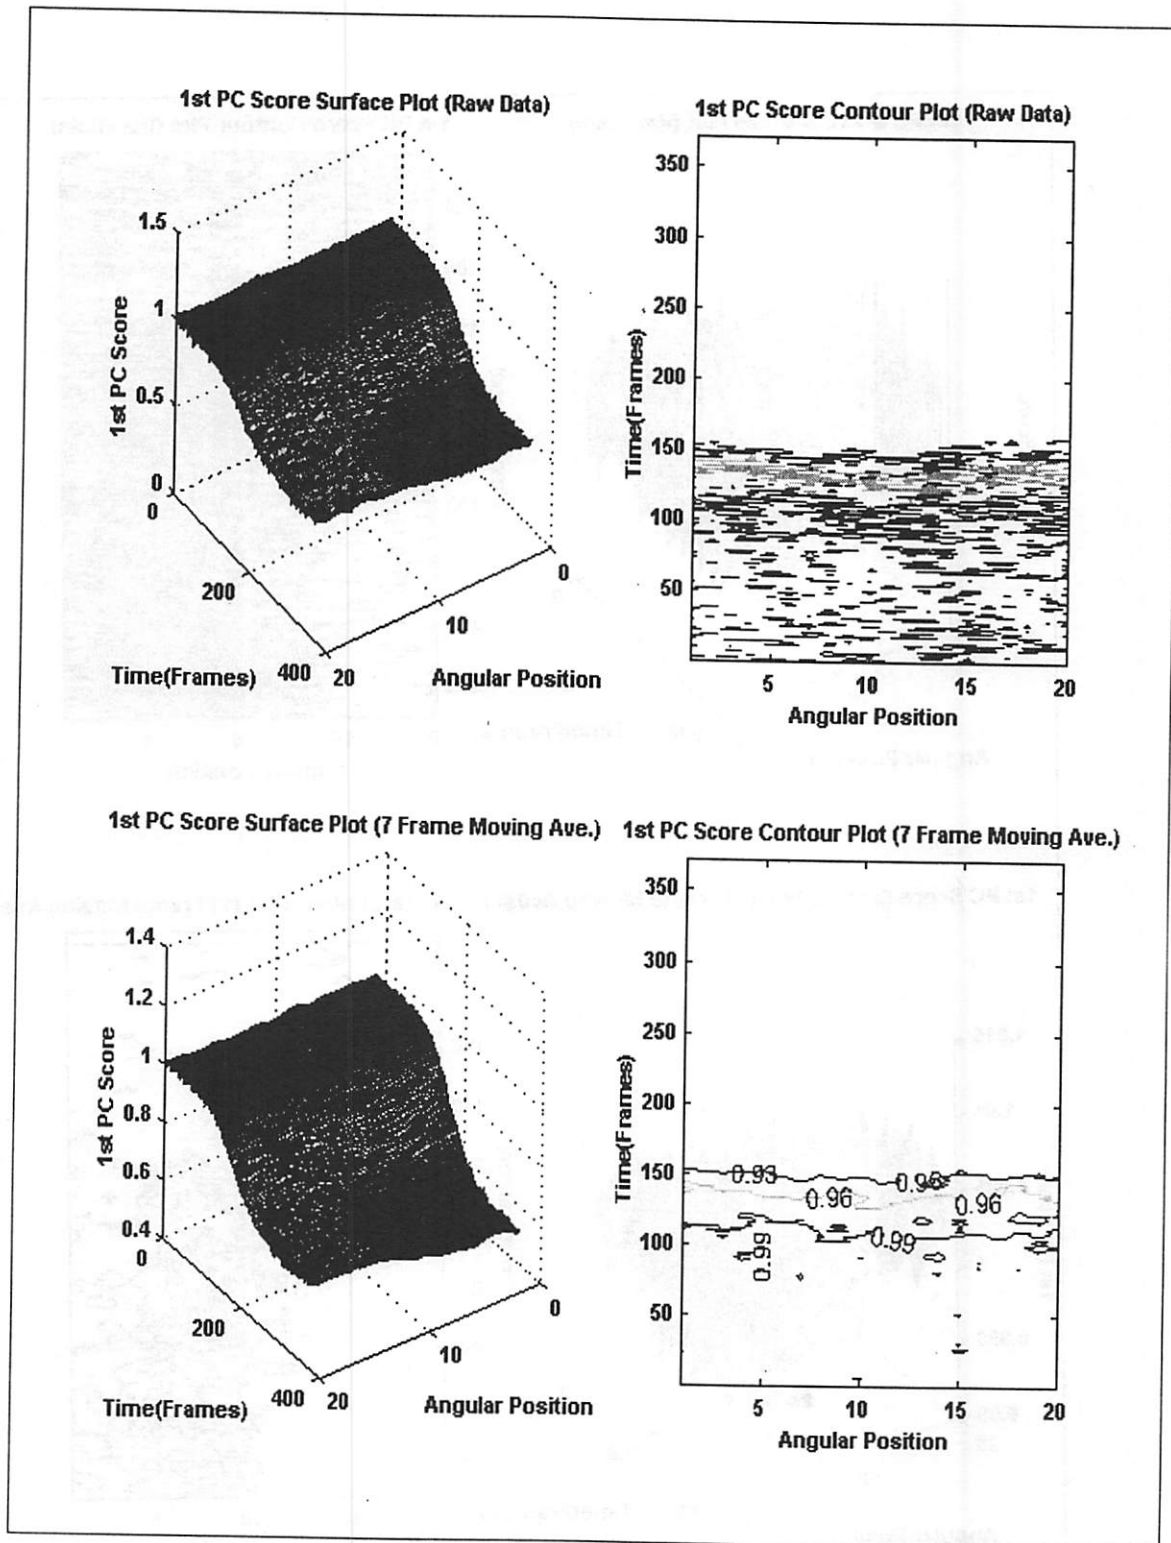 1st PC Score Surface Plot (Raw Data)
1.5
1
0.5
0
1st PC Score
0
200
400
Time(Frames)
20
10
0
Angular Position
1st PC Score Contour Plot (Raw Data)
350
300
250
200
150
100
50
Time(Frames)
5 10 15 20
Angular Position
1st PC Score Surface Plot (7 Frame Moving Ave.)
1.4
1.2
1
0.8
0.6
0.4
1st PC Score
0
200
400
Time(Frames)
20
10
0
Angular Position
1st PC Score Contour Plot (7 Frame Moving Ave.)
350
300
250
200
150
100
50
Time(Frames)
0.93
0.96
0.96
0.99
0.99
5 10 15 20
Angular Position